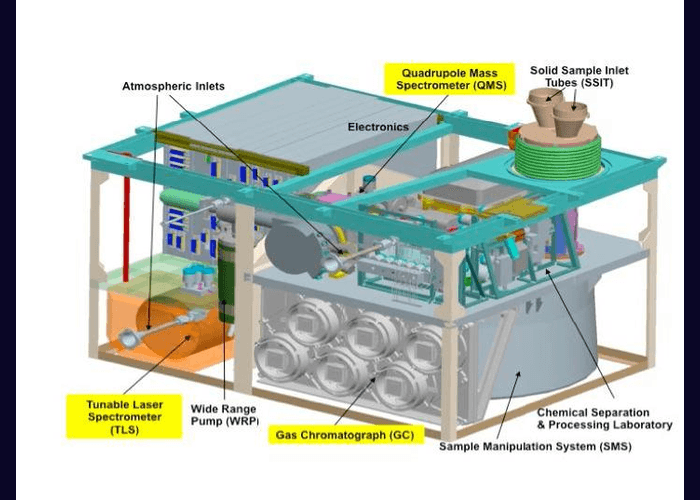 Quadrupole Mass
Spectrometer (QMS)
Solid Sample Inlet
Tubes (SSIT)
Atmospheric Inlets
Electronics
Tunable Laser
Spectrometer
(TLS)
Wide Range
Pump (WRP)
Gas Chromatograph (GC)
Chemical Separation
& Processing Laboratory
Sample Manipulation System (SMS)